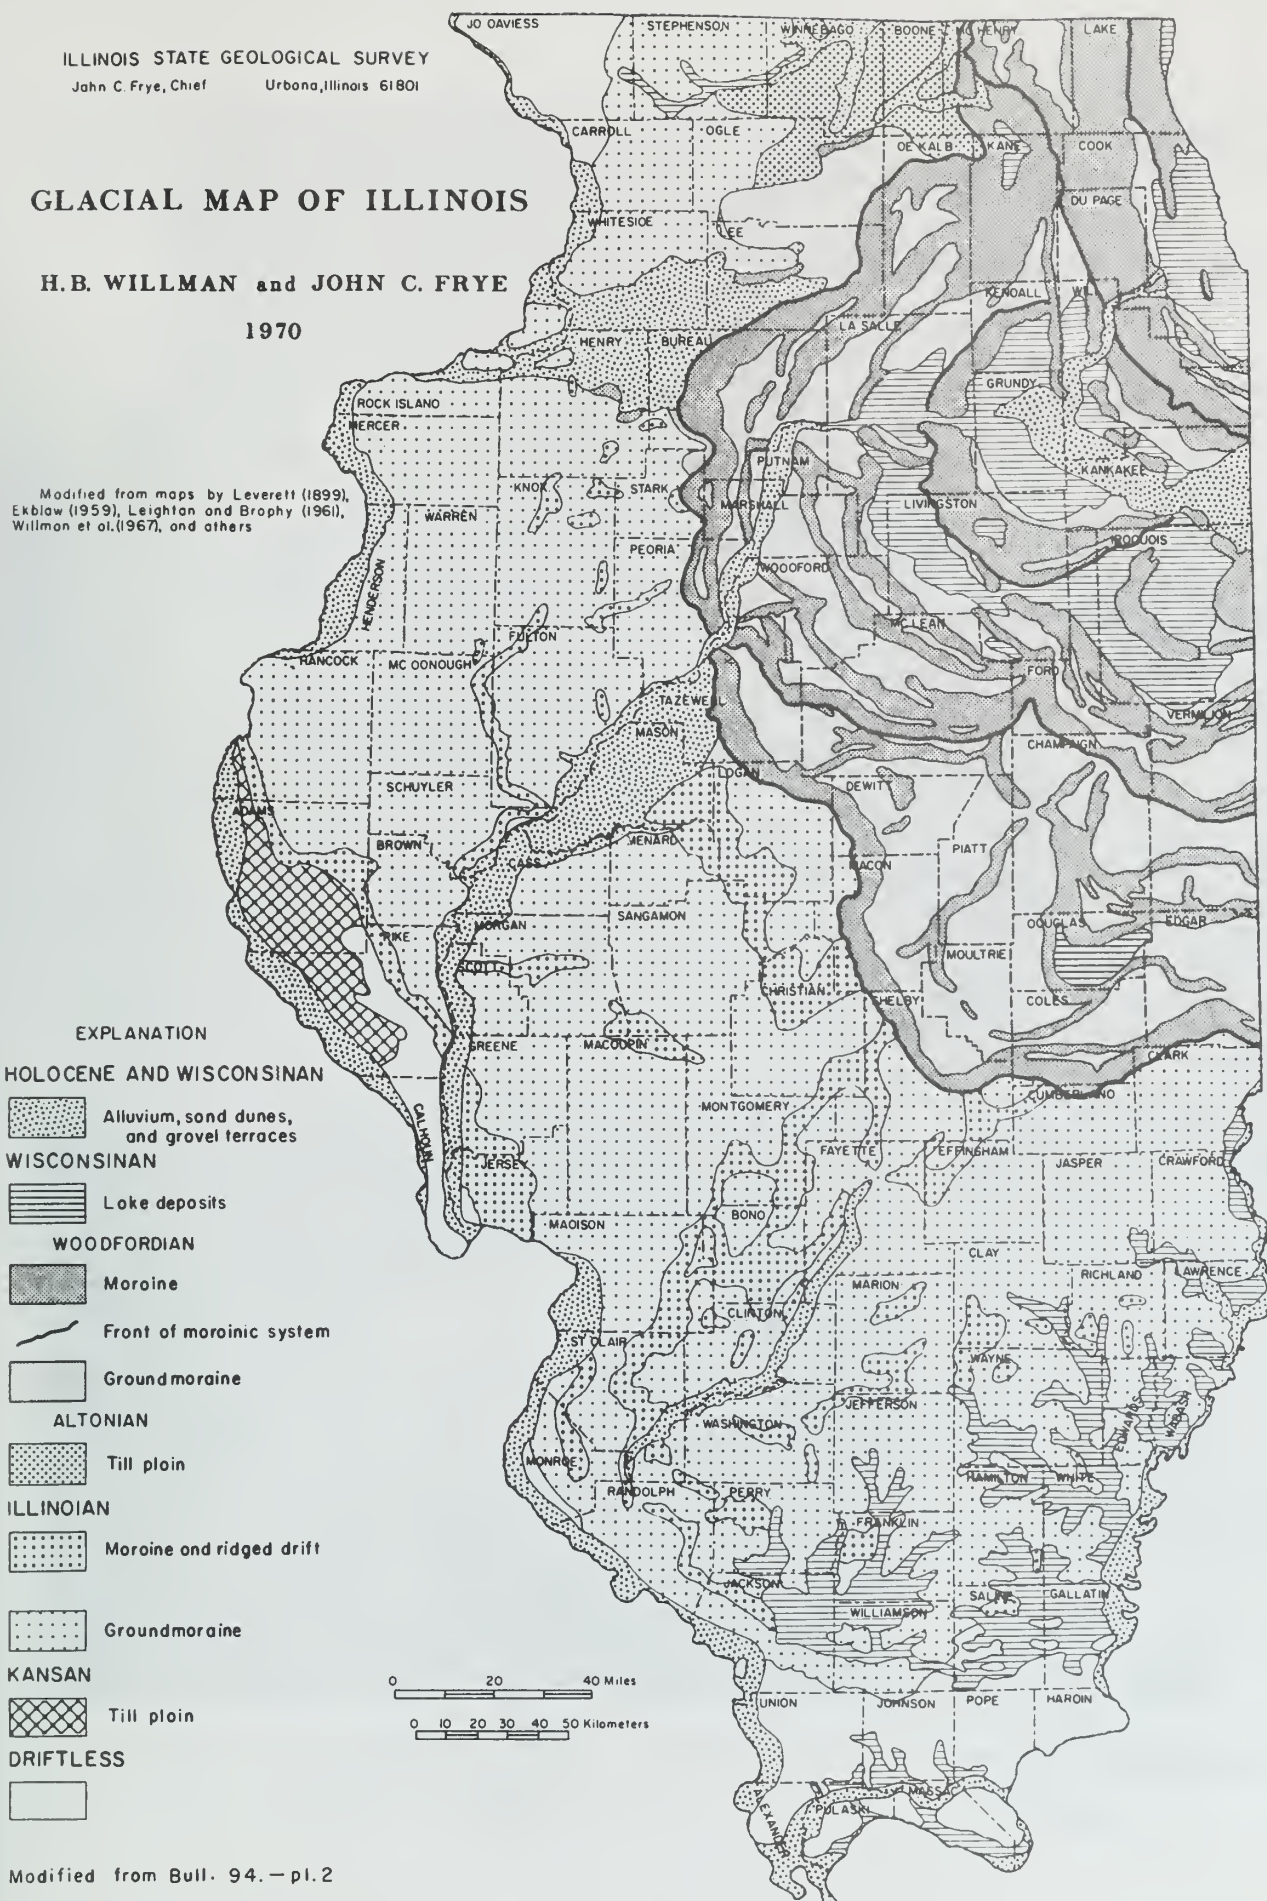 ILLINOIS STATE GEOLOGICAL SURVEY
John C. Frye, Chief Urbana, Illinois 61801
GLACIAL MAP OF ILLINOIS
H.B. WILLMAN and JOHN C. FRYE
1970
Modified from maps by Leverett (1899),
Ekblaw (1959), Leighton and Brophy (1961),
Willman et al. (1967), and others
JO DAVIESS
STEPHENSON
WINNEBAGO
BOONE
MC HENRY
LAKE
CARROLL
OGLE
DE KALB
KANE
COOK
DU PAGE
WHITESIDE
LEE
KENDALL
WILL
LA SALLE
HENRY
BUREAU
GRUNDY
ROCK ISLAND
MERCER
PUTNAM
KANKAKEE
KNOX
STARK
MARSHALL
LIVINGSTON
WARREN
PEORIA
IROQUOIS
WOODFORD
HENDERSON
FULTON
MC LEAN
HANCOCK
MC DONOUGH
FORD
TAZEWELL
VERMILION
MASON
CHAMPAIGN
LOGAN
SCHUYLER
DEWITT
ADAMS
BROWN
MENARD
CASS
PIATT
MACON
SANGAMON
MORGAN
DOUGLAS
EDGAR
PIKE
MOULTRIE
SCOTT
CHRISTIAN
SHELBY
COLES
GREENE
MACOUPIN
CLARK
CUMBERLAND
MONTGOMERY
CALHOUN
FAYETTE
EFFINGHAM
JERSEY
JASPER
CRAWFORD
BOND
MADISON
CLAY
RICHLAND
LAWRENCE
MARION
CLINTON
ST CLAIR
WAYNE
EDWARDS
WABASH
JEFFERSON
WASHINGTON
MONROE
HAMILTON
WHITE
RANDOLPH
PERRY
FRANKLIN
JACKSON
WILLIAMSON
SALINE
GALLATIN
UNION
JOHNSON
POPE
HARDIN
ALEXANDER
PULASKI
MASSAC
EXPLANATION
HOLOCENE AND WISCONSINAN
Alluvium, sand dunes,
and gravel terraces
WISCONSINAN
Lake deposits
WOODFORDIAN
Moraine
Front of morainic system
Groundmoraine
ALTONIAN
Till plain
ILLINOIAN
Moraine and ridged drift
Groundmoraine
KANSAN
Till plain
DRIFTLESS
0 20 40 Miles
0 10 20 30 40 50 Kilometers
Modified from Bull. 94.—pl.2